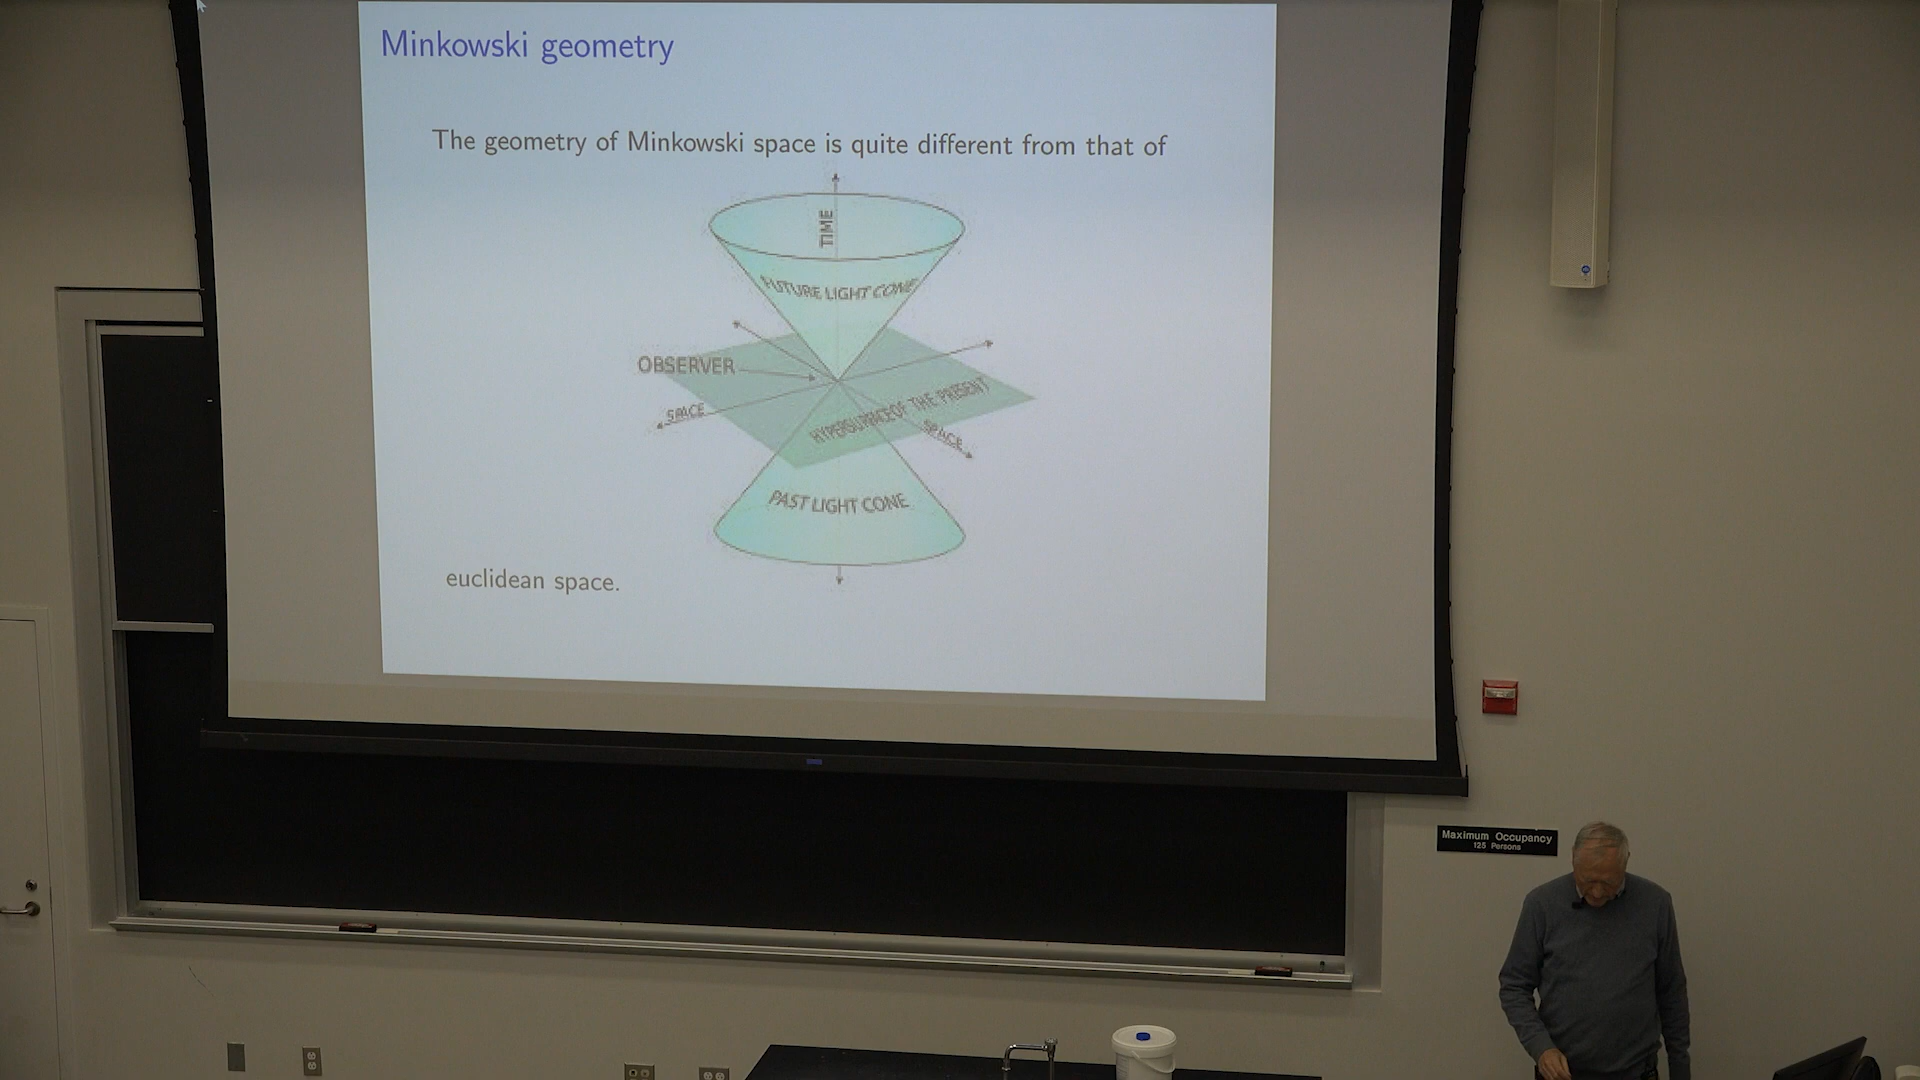 Minkowski geometry
The geometry of Minkowski space is quite different from that of
TIME
FUTURE LIGHT CONE
OBSERVER
SPACE
HYPERSURFACE OF THE PRESENT
SPACE
PAST LIGHT CONE
euclidean space.
Maximum Occupancy
125 Persons